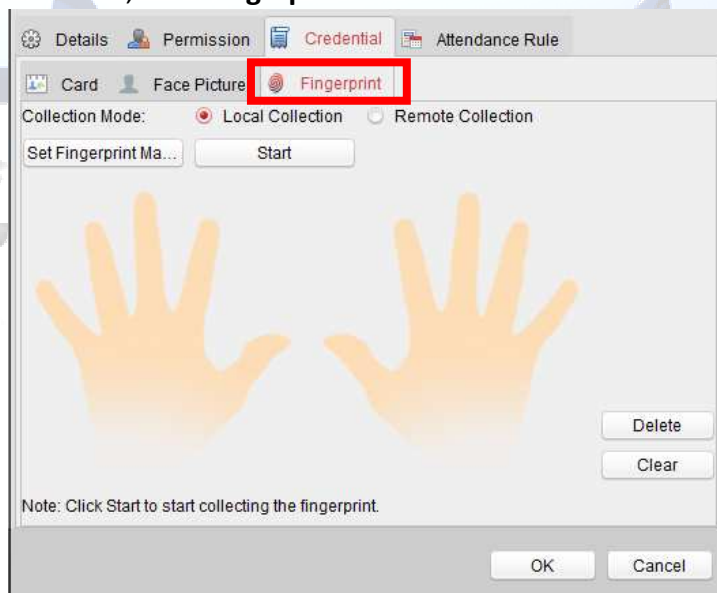 Details Permission Credential Attendance Rule
Card Face Picture Fingerprint
Collection Mode: Local Collection Remote Collection
Set Fingerprint Ma... Start
Delete
Clear
Note: Click Start to start collecting the fingerprint.
OK Cancel